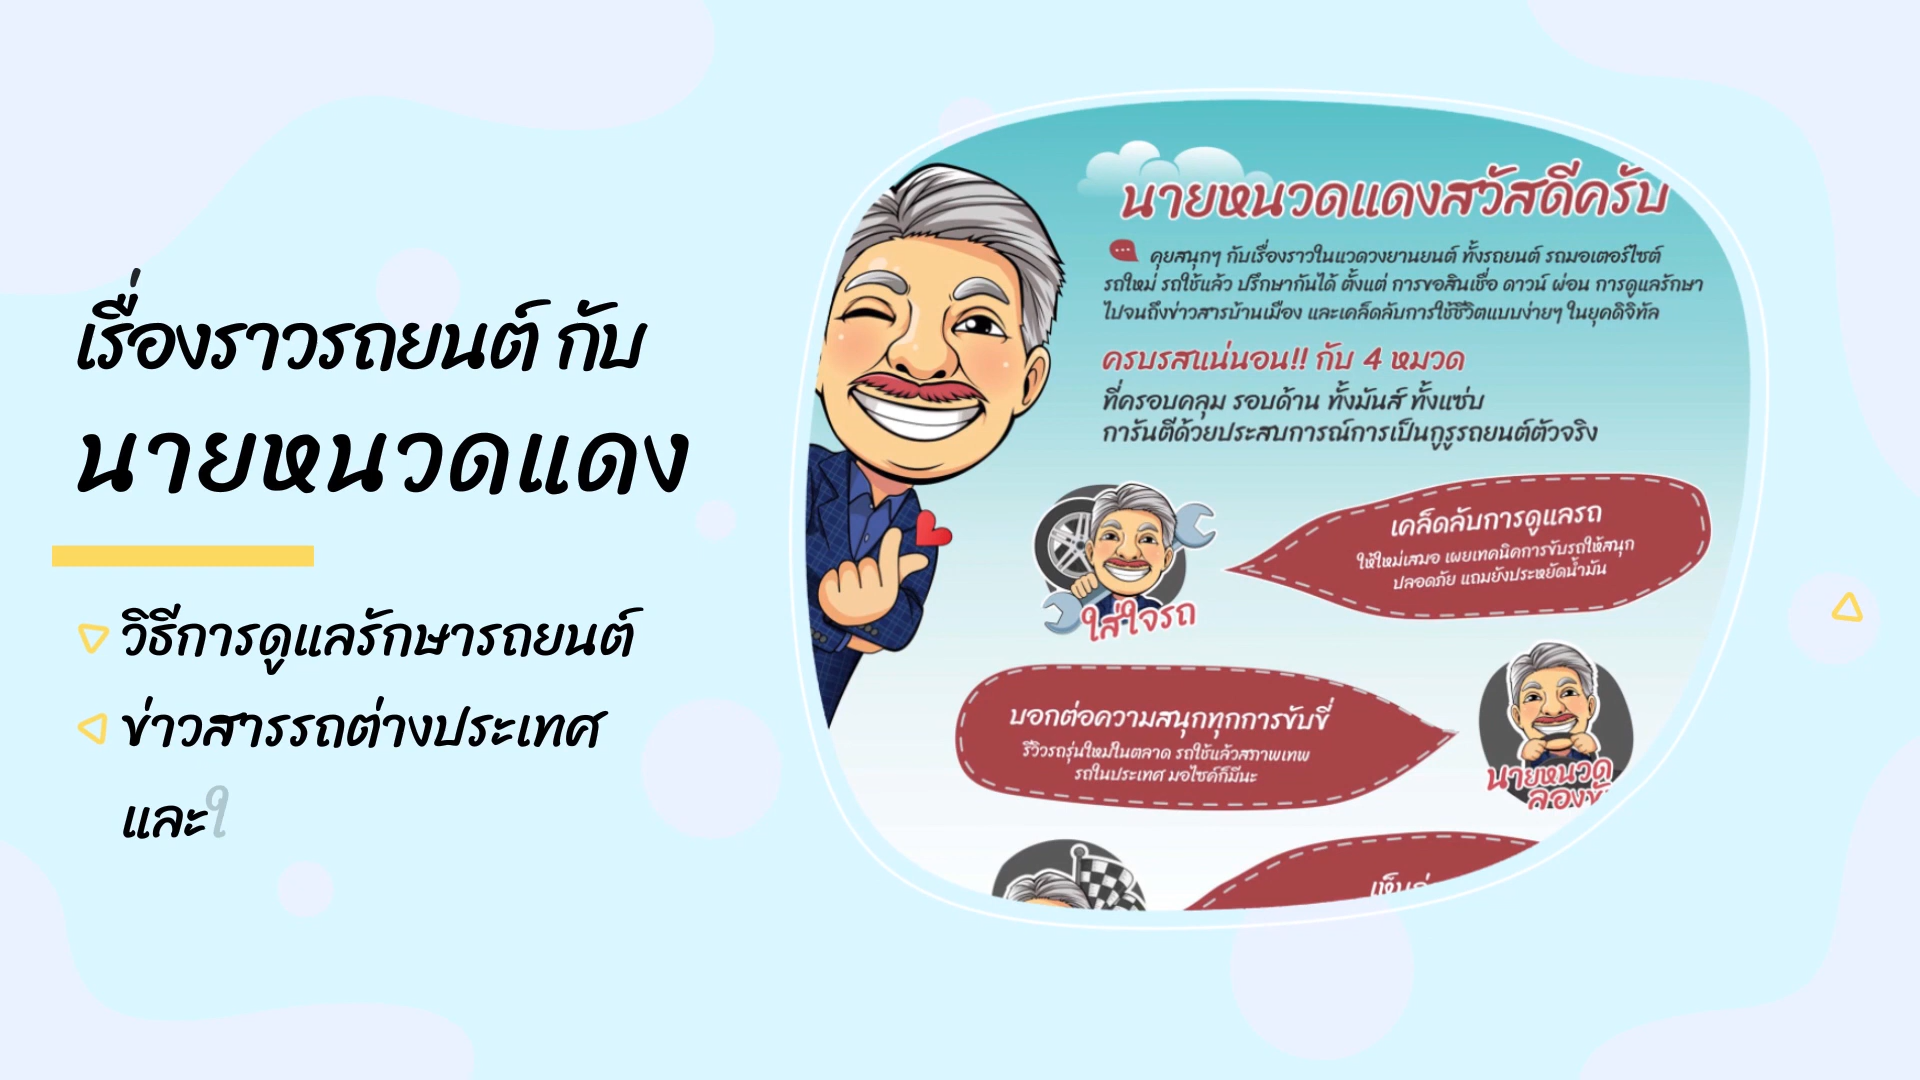 เรื่องราวรถยนต์ กับ
นายหนวดแดง
วิธีการดูแลรักษารถยนต์
ข่าวสารรถต่างประเทศ
และใ
นายหนวดแดงสวัสดีครับ
คุยสนุกๆ กับเรื่องราวในแวดวงยานยนต์ ทั้งรถยนต์ รถมอเตอร์ไซต์
รถใหม่ รถใช้แล้ว ปรึกษากันได้ ตั้งแต่ การขอสินเชื่อ ดาวน์ ผ่อน การดูแลรักษา
ไปจนถึงข่าวสารบ้านเมือง และเคล็ดลับการใช้ชีวิตแบบง่ายๆ ในยุคดิจิทัล
ครบรสแน่นอน!! กับ 4 หมวด
ที่ครอบคลุม รอบด้าน ทั้งมันส์ ทั้งแซ่บ
การันตีด้วยประสบการณ์การเป็นกูรูรถยนต์ตัวจริง
เคล็ดลับการดูแลรถ
ให้ใหม่เสมอ เผยเทคนิคการขับรถให้สนุก
ปลอดภัย แถมยังประหยัดน้ำมัน
ใส่ใจรถ
บอกต่อความสนุกทุกการขับขี่
รีวิวรถรุ่นใหม่ในตลาด รถใช้แล้วสภาพเทพ
รถในประเทศ มอไซค์ก็มีนะ
นายหนวด
ลองขั